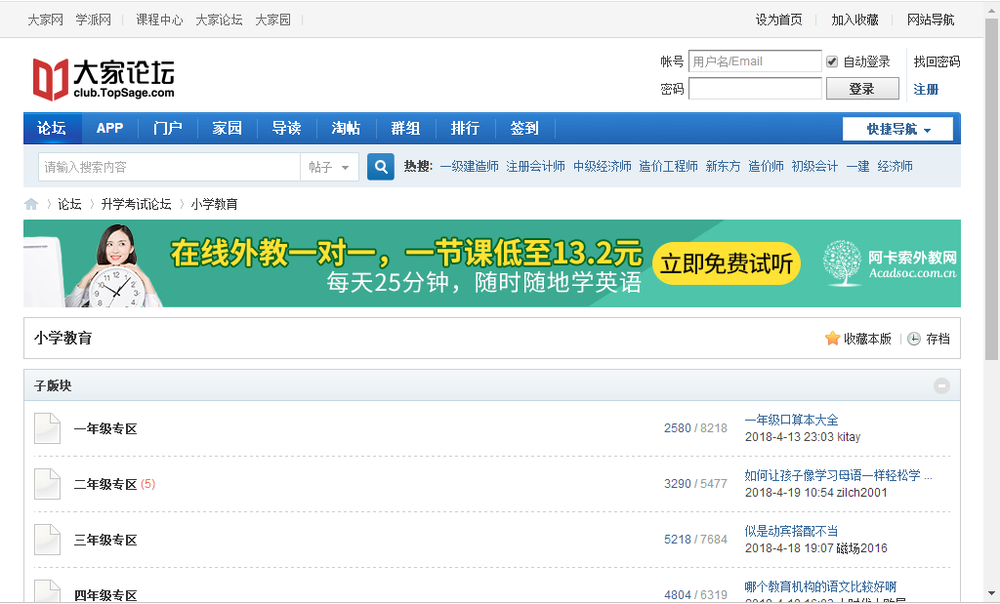 大家网 学派网 课程中心 大家论坛 大家园 设为首页 加入收藏 网站导航
大家论坛
club.TopSage.com
帐号 用户名/Email 自动登录 找回密码
密码 登录 注册
论坛 APP 门户 家园 导读 淘帖 群组 排行 签到 快捷导航
请输入搜索内容 帖子 热搜: 一级建造师 注册会计师 中级经济师 造价工程师 新东方 造价师 初级会计 一建 经济师
论坛 升学考试论坛 小学教育
在线外教一对一，一节课低至13.2元
每天25分钟，随时随地学英语
立即免费试听
阿卡索外教网
Acadsoc.com.cn
小学教育 收藏本版 存档
子版块
一年级专区 2580 / 8218 一年级口算本大全
2018-4-13 23:03 kitay
二年级专区 (5) 3290 / 5477 如何让孩子像学习母语一样轻松学 ...
2018-4-19 10:54 zilch2001
三年级专区 5218 / 7684 似是动宾搭配不当
2018-4-18 19:07 磁场2016
四年级专区 4804 / 6319 哪个教育机构的语文比较好啊